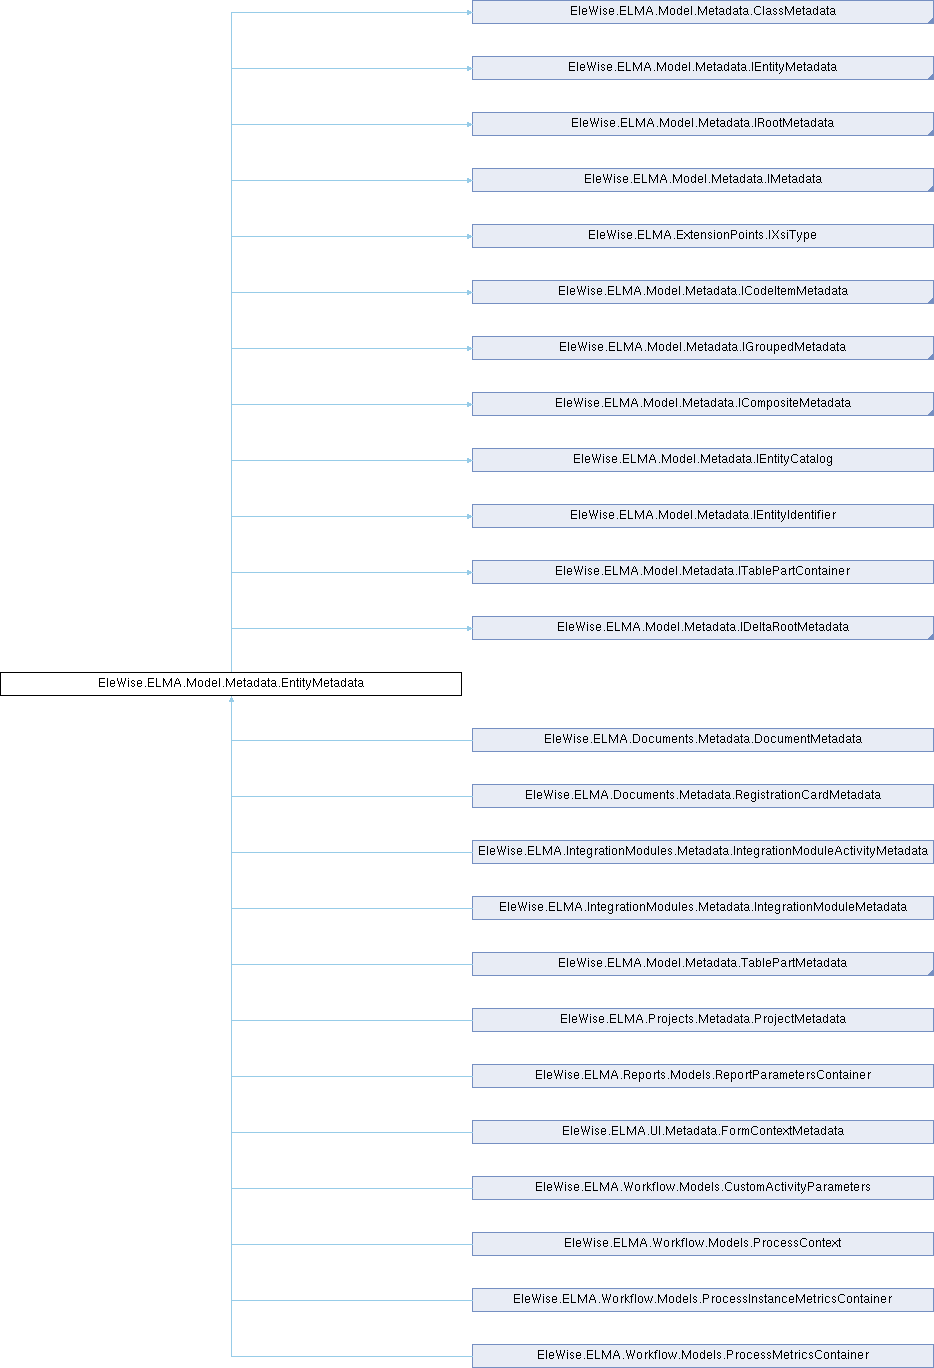 EleWise.ELMA.Model.Metadata.ClassMetadata
EleWise.ELMA.Model.Metadata.IEntityMetadata
EleWise.ELMA.Model.Metadata.IRootMetadata
EleWise.ELMA.Model.Metadata.IMetadata
EleWise.ELMA.ExtensionPoints.IXsiType
EleWise.ELMA.Model.Metadata.ICodeItemMetadata
EleWise.ELMA.Model.Metadata.IGroupedMetadata
EleWise.ELMA.Model.Metadata.ICompositeMetadata
EleWise.ELMA.Model.Metadata.IEntityCatalog
EleWise.ELMA.Model.Metadata.IEntityIdentifier
EleWise.ELMA.Model.Metadata.ITablePartContainer
EleWise.ELMA.Model.Metadata.IDeltaRootMetadata
EleWise.ELMA.Model.Metadata.EntityMetadata
EleWise.ELMA.Documents.Metadata.DocumentMetadata
EleWise.ELMA.Documents.Metadata.RegistrationCardMetadata
EleWise.ELMA.IntegrationModules.Metadata.IntegrationModuleActivityMetadata
EleWise.ELMA.IntegrationModules.Metadata.IntegrationModuleMetadata
EleWise.ELMA.Model.Metadata.TablePartMetadata
EleWise.ELMA.Projects.Metadata.ProjectMetadata
EleWise.ELMA.Reports.Models.ReportParametersContainer
EleWise.ELMA.UI.Metadata.FormContextMetadata
EleWise.ELMA.Workflow.Models.CustomActivityParameters
EleWise.ELMA.Workflow.Models.ProcessContext
EleWise.ELMA.Workflow.Models.ProcessInstanceMetricsContainer
EleWise.ELMA.Workflow.Models.ProcessMetricsContainer